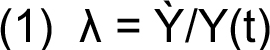 (1) λ = Ỳ/Y(t)